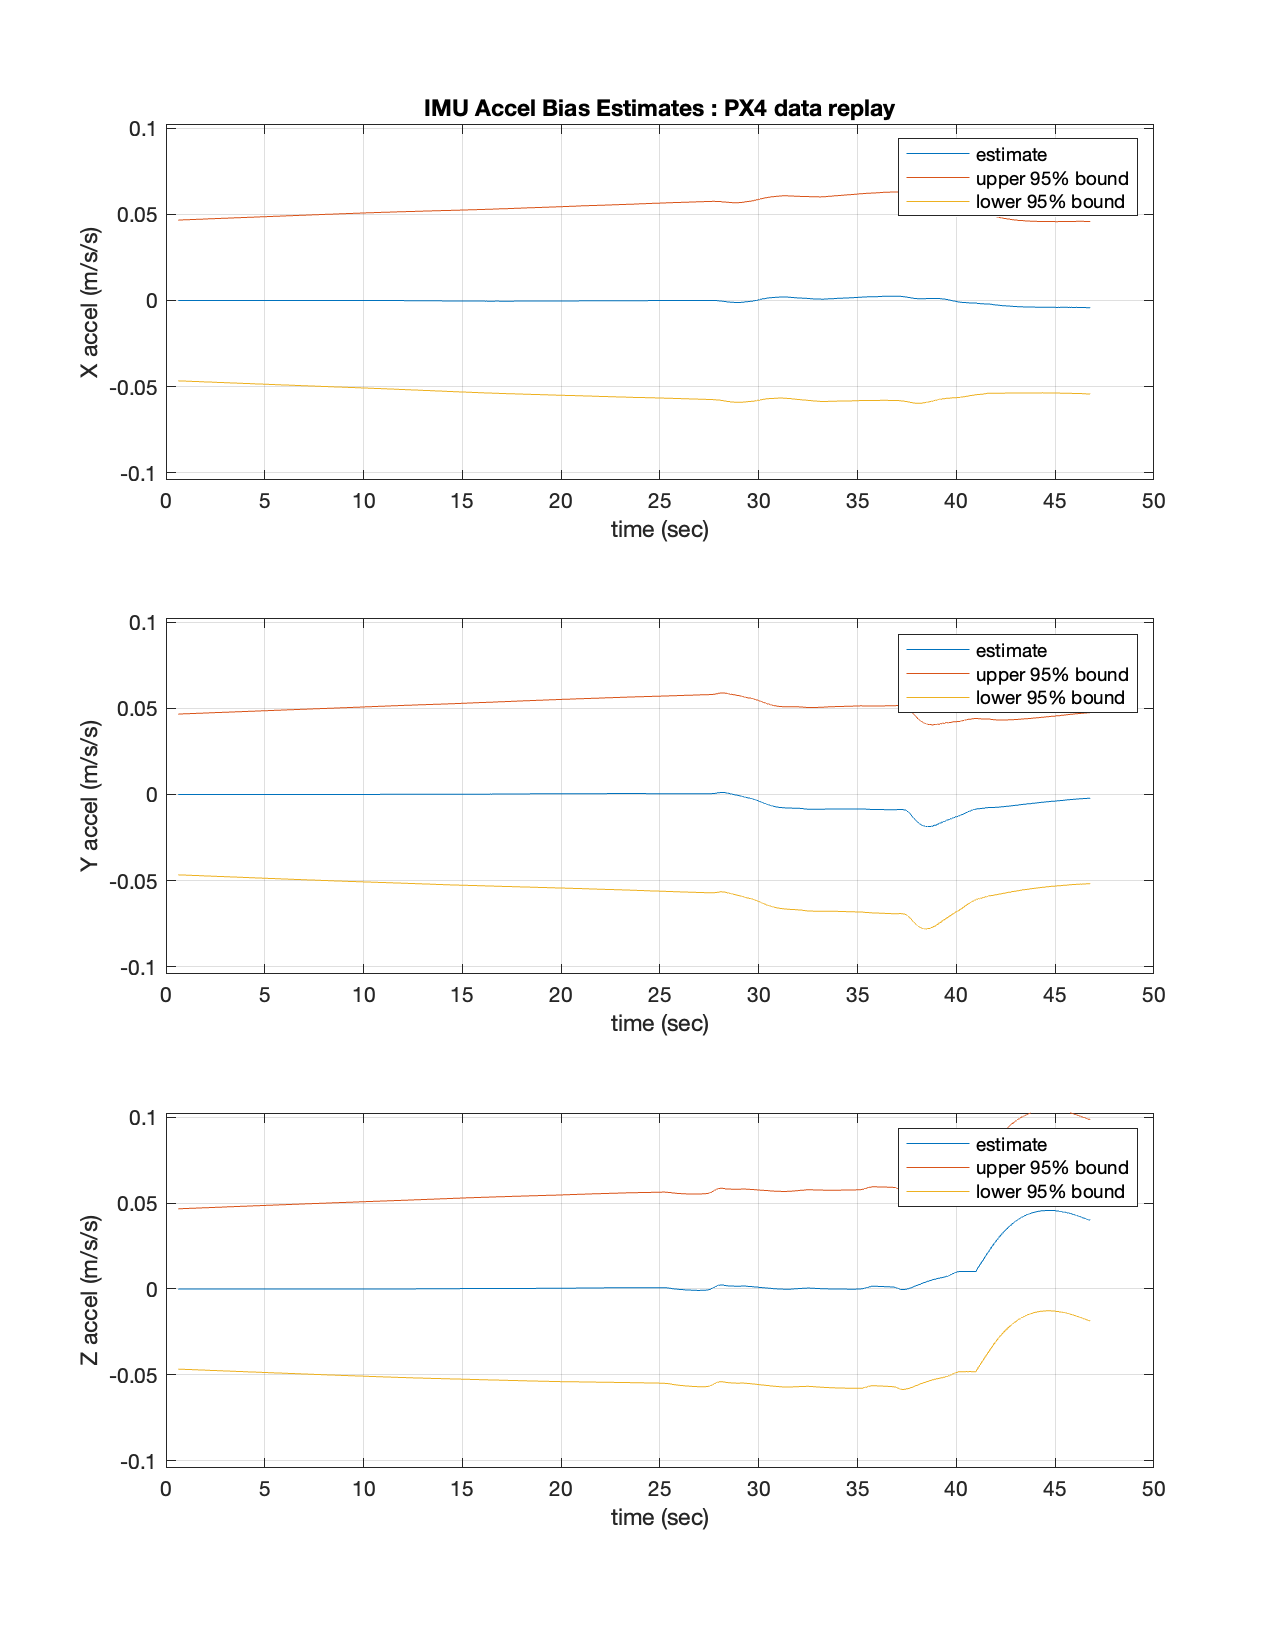 IMU Accel Bias Estimates : PX4 data replay
0.1
0.05
0
-0.05
-0.1
X accel (m/s/s)
estimate
upper 95% bound
lower 95% bound
0 5 10 15 20 25 30 35 40 45 50
time (sec)
0.1
0.05
0
-0.05
-0.1
Y accel (m/s/s)
estimate
upper 95% bound
lower 95% bound
0 5 10 15 20 25 30 35 40 45 50
time (sec)
0.1
0.05
0
-0.05
-0.1
Z accel (m/s/s)
estimate
upper 95% bound
lower 95% bound
0 5 10 15 20 25 30 35 40 45 50
time (sec)